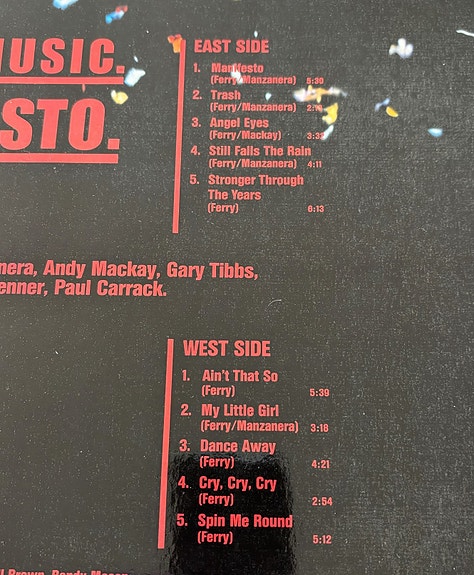 MUSIC.
STO.
EAST SIDE
1. Manifesto
(Ferry/Manzanera) 5:30
2. Trash
(Ferry/Manzanera)
3. Angel Eyes
(Ferry/Mackay) 3:32
4. Still Falls The Rain
(Ferry/Manzanera) 4:11
5. Stronger Through
The Years
(Ferry) 6:13
nera, Andy Mackay, Gary Tibbs,
enner, Paul Carrack.
WEST SIDE
1. Ain't That So
(Ferry) 5:39
2. My Little Girl
(Ferry/Manzanera) 3:18
3. Dance Away
(Ferry) 4:21
4. Cry, Cry, Cry
(Ferry) 2:54
5. Spin Me Round
(Ferry) 5:12